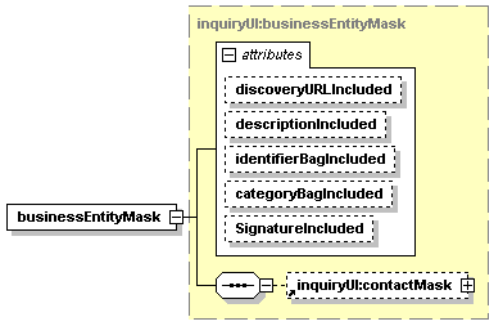 inquiryUI:businessEntityMask
attributes
discoveryURLIncluded
descriptionIncluded
identifierBagIncluded
categoryBagIncluded
SignatureIncluded
businessEntityMask
inquiryUI:contactMask